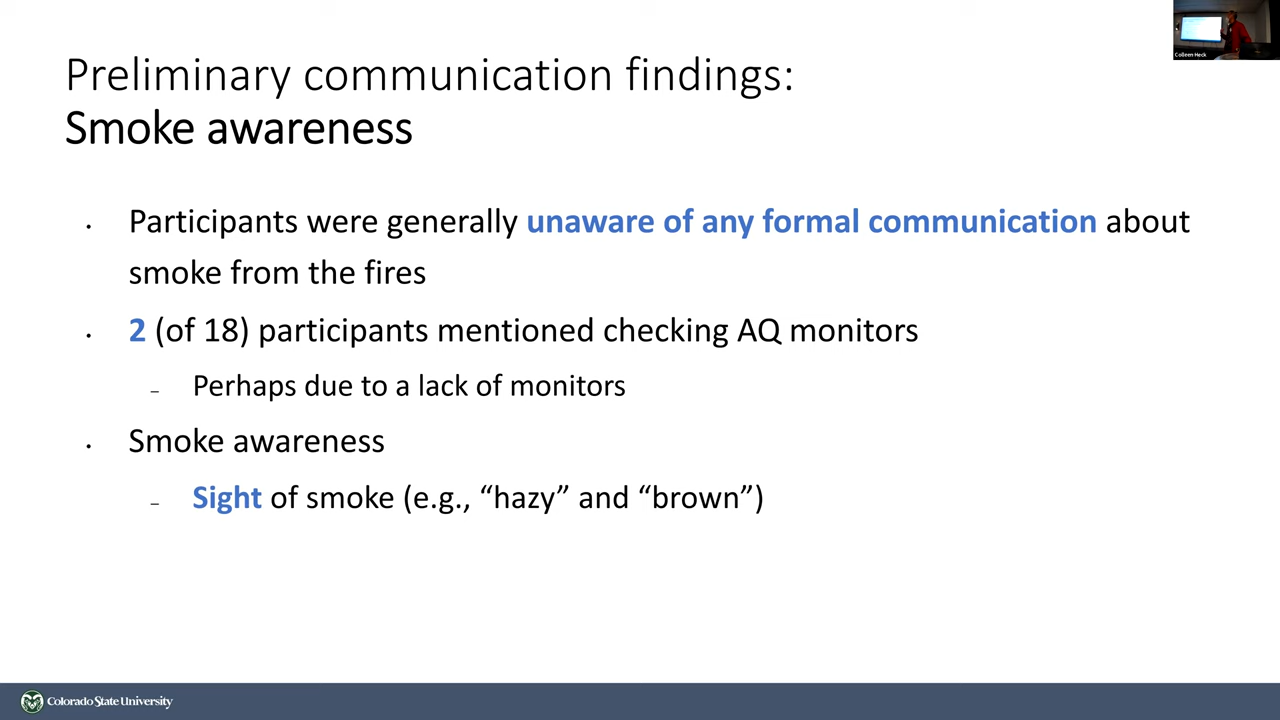 Colleen Heck
Preliminary communication findings:
Smoke awareness
• Participants were generally unaware of any formal communication about
smoke from the fires
• 2 (of 18) participants mentioned checking AQ monitors
– Perhaps due to a lack of monitors
• Smoke awareness
– Sight of smoke (e.g., “hazy” and “brown”)
Colorado State University